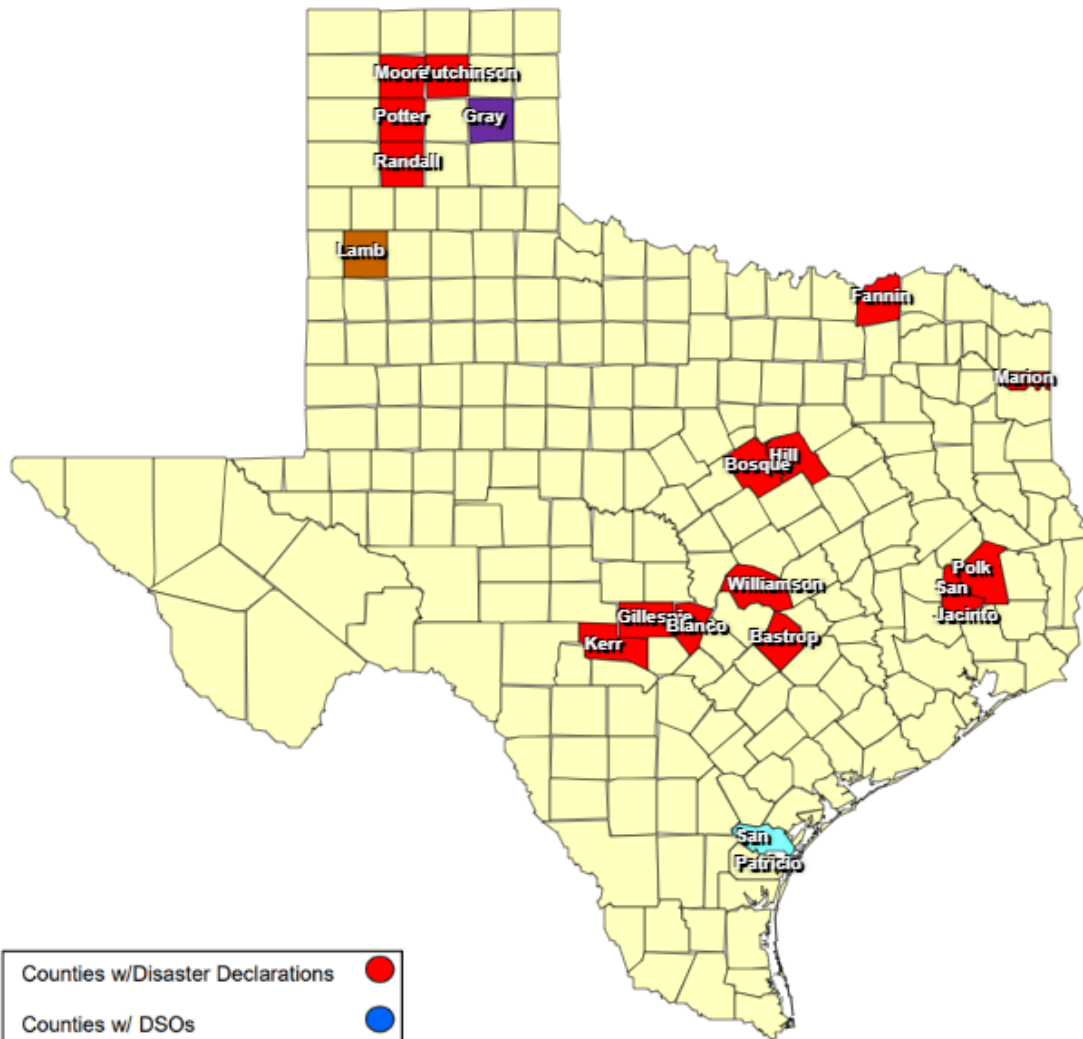 Moore
Hutchinson
Potter
Gray
Randall
Lamb
Fannin
Marion
Hill
Bosque
Polk
Williamson
San
Jacinto
Gillespie
Blanco
Bastrop
Kerr
San
Patricio
Counties w/Disaster Declarations
Counties w/ DSOs